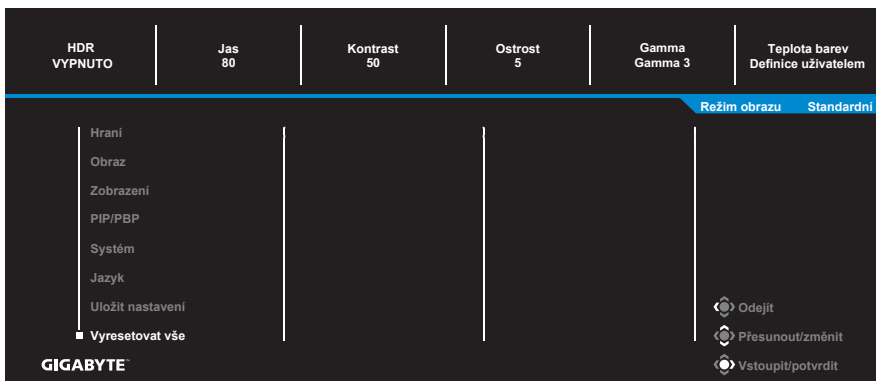 HDR
VYPNUTO
Jas
80
Kontrast
50
Ostrost
5
Gamma
Gamma 3
Teplota barev
Definice uživatelem
Režim obrazu Standardní
Hraní
Obraz
Zobrazení
PIP/PBP
Systém
Jazyk
Uložit nastavení
Vyresetovat vše
Odejít
Přesunout/změnit
Vstoupit/potvrdit
GIGABYTE™